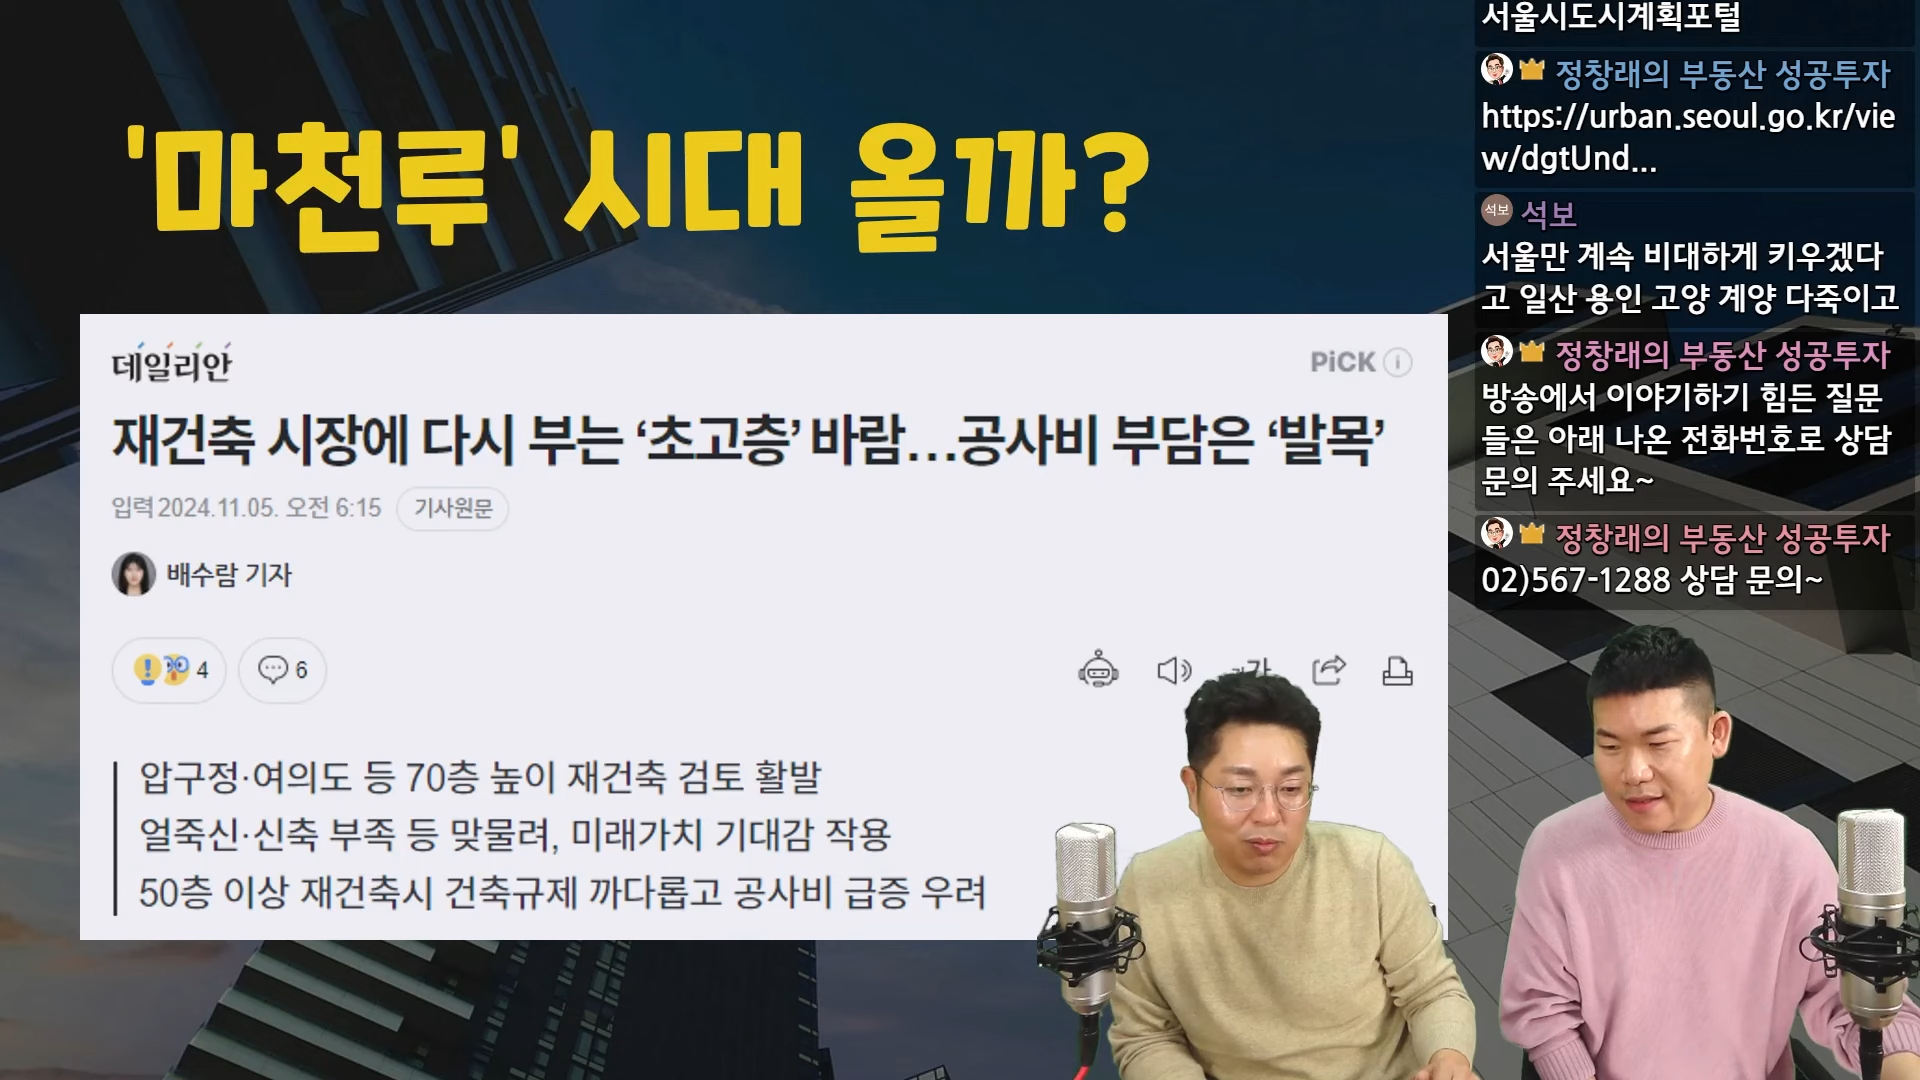 '마천루' 시대 올까?
데일리안
PiCK
재건축 시장에 다시 부는 ‘초고층’ 바람…공사비 부담은 ‘발목’
입력 2024.11.05. 오전 6:15 기사원문
배수람 기자
4 6
가
압구정·여의도 등 70층 높이 재건축 검토 활발
얼죽신·신축 부족 등 맞물려, 미래가치 기대감 작용
50층 이상 재건축시 건축규제 까다롭고 공사비 급증 우려
서울시도시계획포털
정창래의 부동산 성공투자
https://urban.seoul.go.kr/vie
w/dgtUnd...
석보 석보
서울만 계속 비대하게 키우겠다
고 일산 용인 고양 계양 다죽이고
정창래의 부동산 성공투자
방송에서 이야기하기 힘든 질문
들은 아래 나온 전화번호로 상담
문의 주세요~
정창래의 부동산 성공투자
02)567-1288 상담 문의~